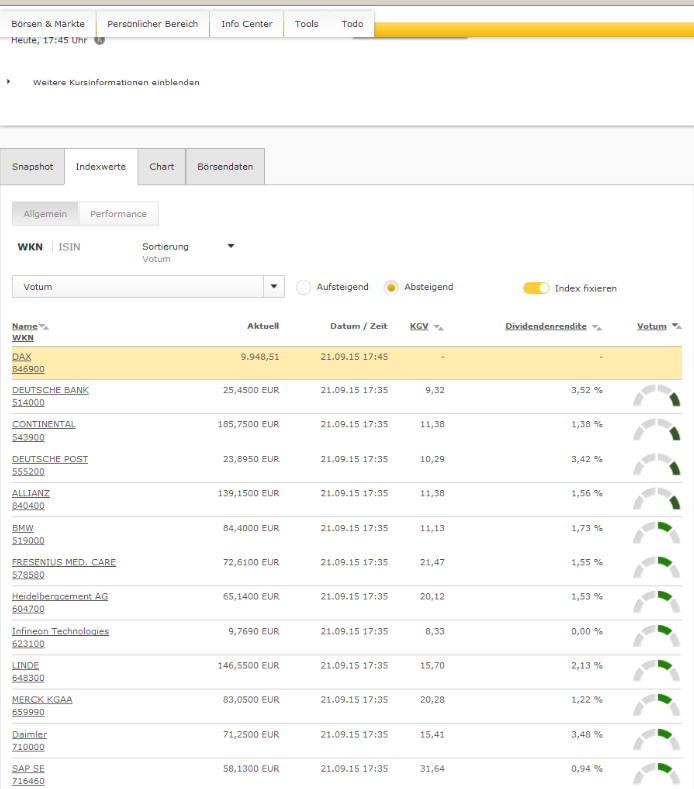 Börsen & Märkte Persönlicher Bereich Info Center Tools Todo
Heute, 17:45 Uhr
Weitere Kursinformationen einblenden
Snapshot Indexwerte Chart Börsendaten
Allgemein Performance
WKN ISIN Sortierung
Votum
Votum Aufsteigend Absteigend Index fixieren
Name Aktuell Datum / Zeit KGV Dividendenrendite Votum
WKN
DAX 9.948,51 21.09.15 17:45 - -
846900
DEUTSCHE BANK 25,4500 EUR 21.09.15 17:35 9,32 3,52 %
514000
CONTINENTAL 185,7500 EUR 21.09.15 17:35 11,38 1,38 %
543900
DEUTSCHE POST 23,8950 EUR 21.09.15 17:35 10,29 3,42 %
555200
ALLIANZ 139,1500 EUR 21.09.15 17:35 11,38 1,56 %
840400
BMW 84,4000 EUR 21.09.15 17:35 11,13 1,73 %
519000
FRESENIUS MED. CARE 72,6100 EUR 21.09.15 17:35 21,47 1,55 %
578580
Heidelbergcement AG 65,1400 EUR 21.09.15 17:35 20,12 1,53 %
604700
Infineon Technologies 9,7690 EUR 21.09.15 17:35 8,33 0,00 %
623100
LINDE 146,5500 EUR 21.09.15 17:35 15,70 2,13 %
648300
MERCK KGAA 83,0500 EUR 21.09.15 17:35 20,28 1,22 %
659990
Daimler 71,2500 EUR 21.09.15 17:35 15,41 3,48 %
710000
SAP SE 58,1300 EUR 21.09.15 17:35 31,64 0,94 %
716460